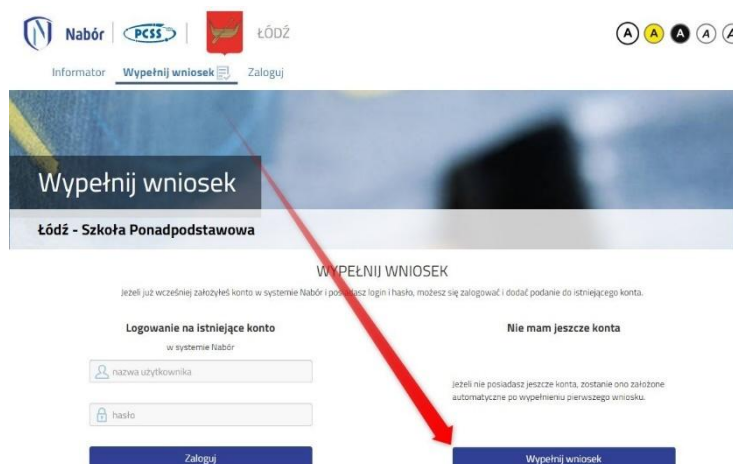 Nabór PCSS ŁÓDŹ
A A A A A
Informator Wypełnij wniosek Zaloguj
Wypełnij wniosek
Łódź - Szkoła Ponadpodstawowa
WYPEŁNIJ WNIOSEK
Jeżeli już wcześniej założyłeś konto w systemie Nabór i posiadasz login i hasło, możesz się zalogować i dodać podanie do istniejącego konta.
Logowanie na istniejące konto
w systemie Nabór
nazwa użytkownika
hasło
Zaloguj
Nie mam jeszcze konta
Jeżeli nie posiadasz jeszcze konta, zostanie ono założone
automatycznie po wypełnieniu pierwszego wniosku.
Wypełnij wniosek